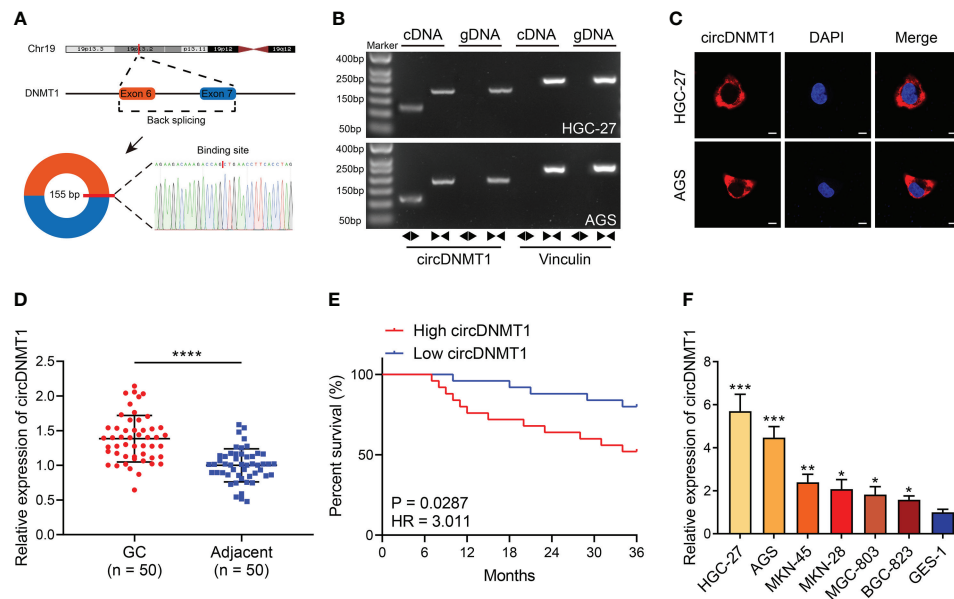 A
Chr19
19p13.3
19p13.2
p13.11
19p12
19q12
DNMT1
Exon 6
Exon 7
Back splicing
Binding site
155 bp
B
cDNA gDNA cDNA gDNA
Marker
400bp
250bp
150bp
50bp
HGC-27
400bp
250bp
150bp
50bp
AGS
circDNMT1 Vinculin
C
circDNMT1 DAPI Merge
HGC-27
AGS
D
Relative expression of circDNMT1
****
2.5
2.0
1.5
1.0
0.5
0.0
GC Adjacent
(n = 50) (n = 50)
E
High circDNMT1
Low circDNMT1
Percent survival (%)
100
50
0
P = 0.0287
HR = 3.011
0 6 12 18 24 30 36
Months
F
Relative expression of circDNMT1
8
6
4
2
0
*** *** ** * * *
HGC-27 AGS MKN-45 MKN-28 MGC-803 BGC-823 GES-1